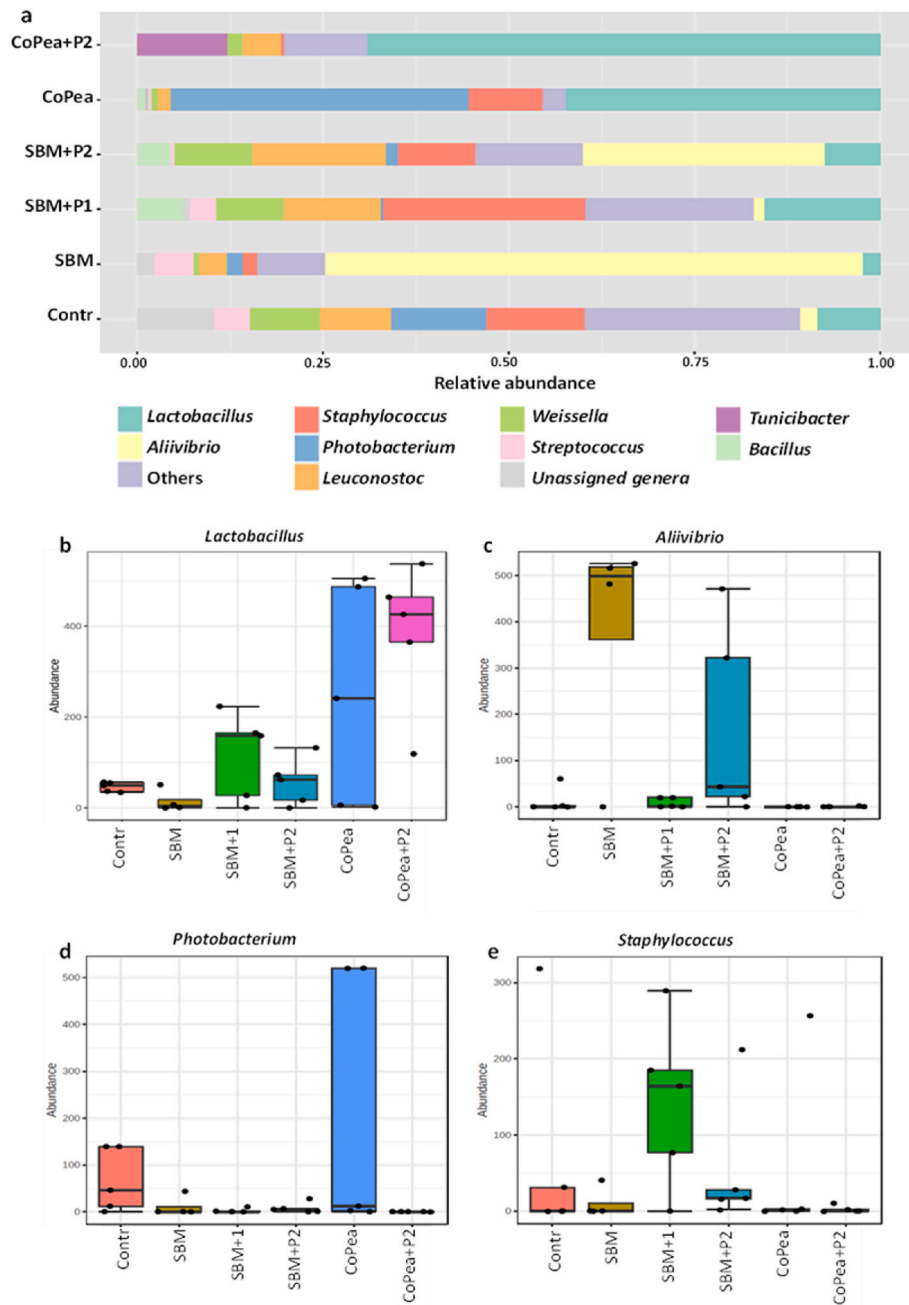 a
CoPea+P2
CoPea
SBM+P2
SBM+P1
SBM
Contr
0.00 0.25 0.50 0.75 1.00
Relative abundance
Lactobacillus Staphylococcus Weissella Tunicibacter
Aliivibrio Photobacterium Streptococcus Bacillus
Others Leuconostoc Unassigned genera
b Lactobacillus
Abundance
400
200
0
Contr SBM SBM+1 SBM+P2 CoPea CoPea+P2
c Aliivibrio
Abundance
500
400
300
200
100
0
Contr SBM SBM+P1 SBM+P2 CoPea CoPea+P2
d Photobacterium
Abundance
500
400
300
200
100
0
Contr SBM SBM+1 SBM+P2 CoPea CoPea+P2
e Staphylococcus
Abundance
300
200
100
0
Contr SBM SBM+1 SBM+P2 CoPea CoPea+P2